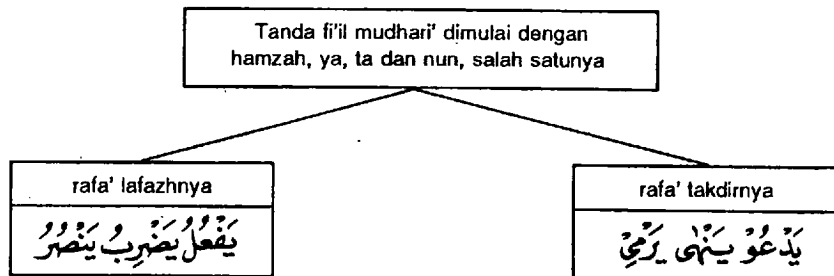 Tanda fi'il mudhari' dimulai dengan
hamzah, ya, ta dan nun, salah satunya
rafa' lafazhnya
يَفْعُلُ يَضْرِبُ يَنْصُرُ
rafa' takdirnya
يَدْعُوْ يَنْهٰى يَرْمِيْ